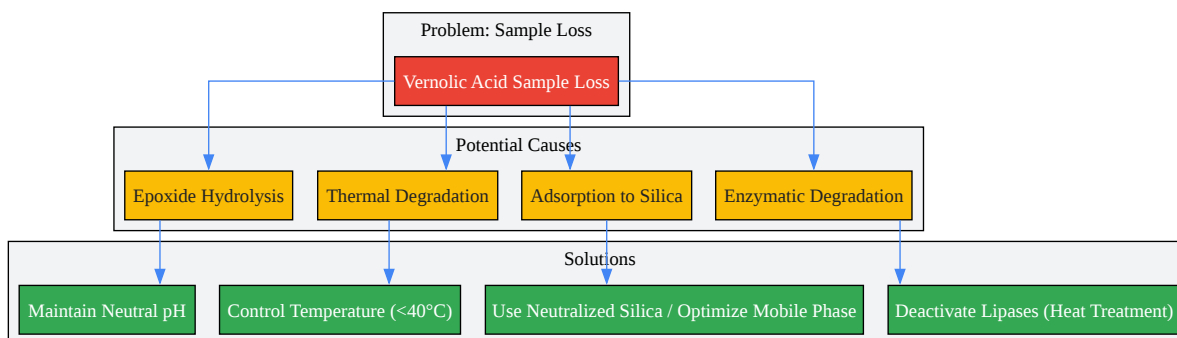 Problem: Sample Loss
Vernolic Acid Sample Loss
Potential Causes
Epoxide Hydrolysis
Thermal Degradation
Adsorption to Silica
Enzymatic Degradation
Solutions
Maintain Neutral pH
Control Temperature (<40°C)
Use Neutralized Silica / Optimize Mobile Phase
Deactivate Lipases (Heat Treatment)